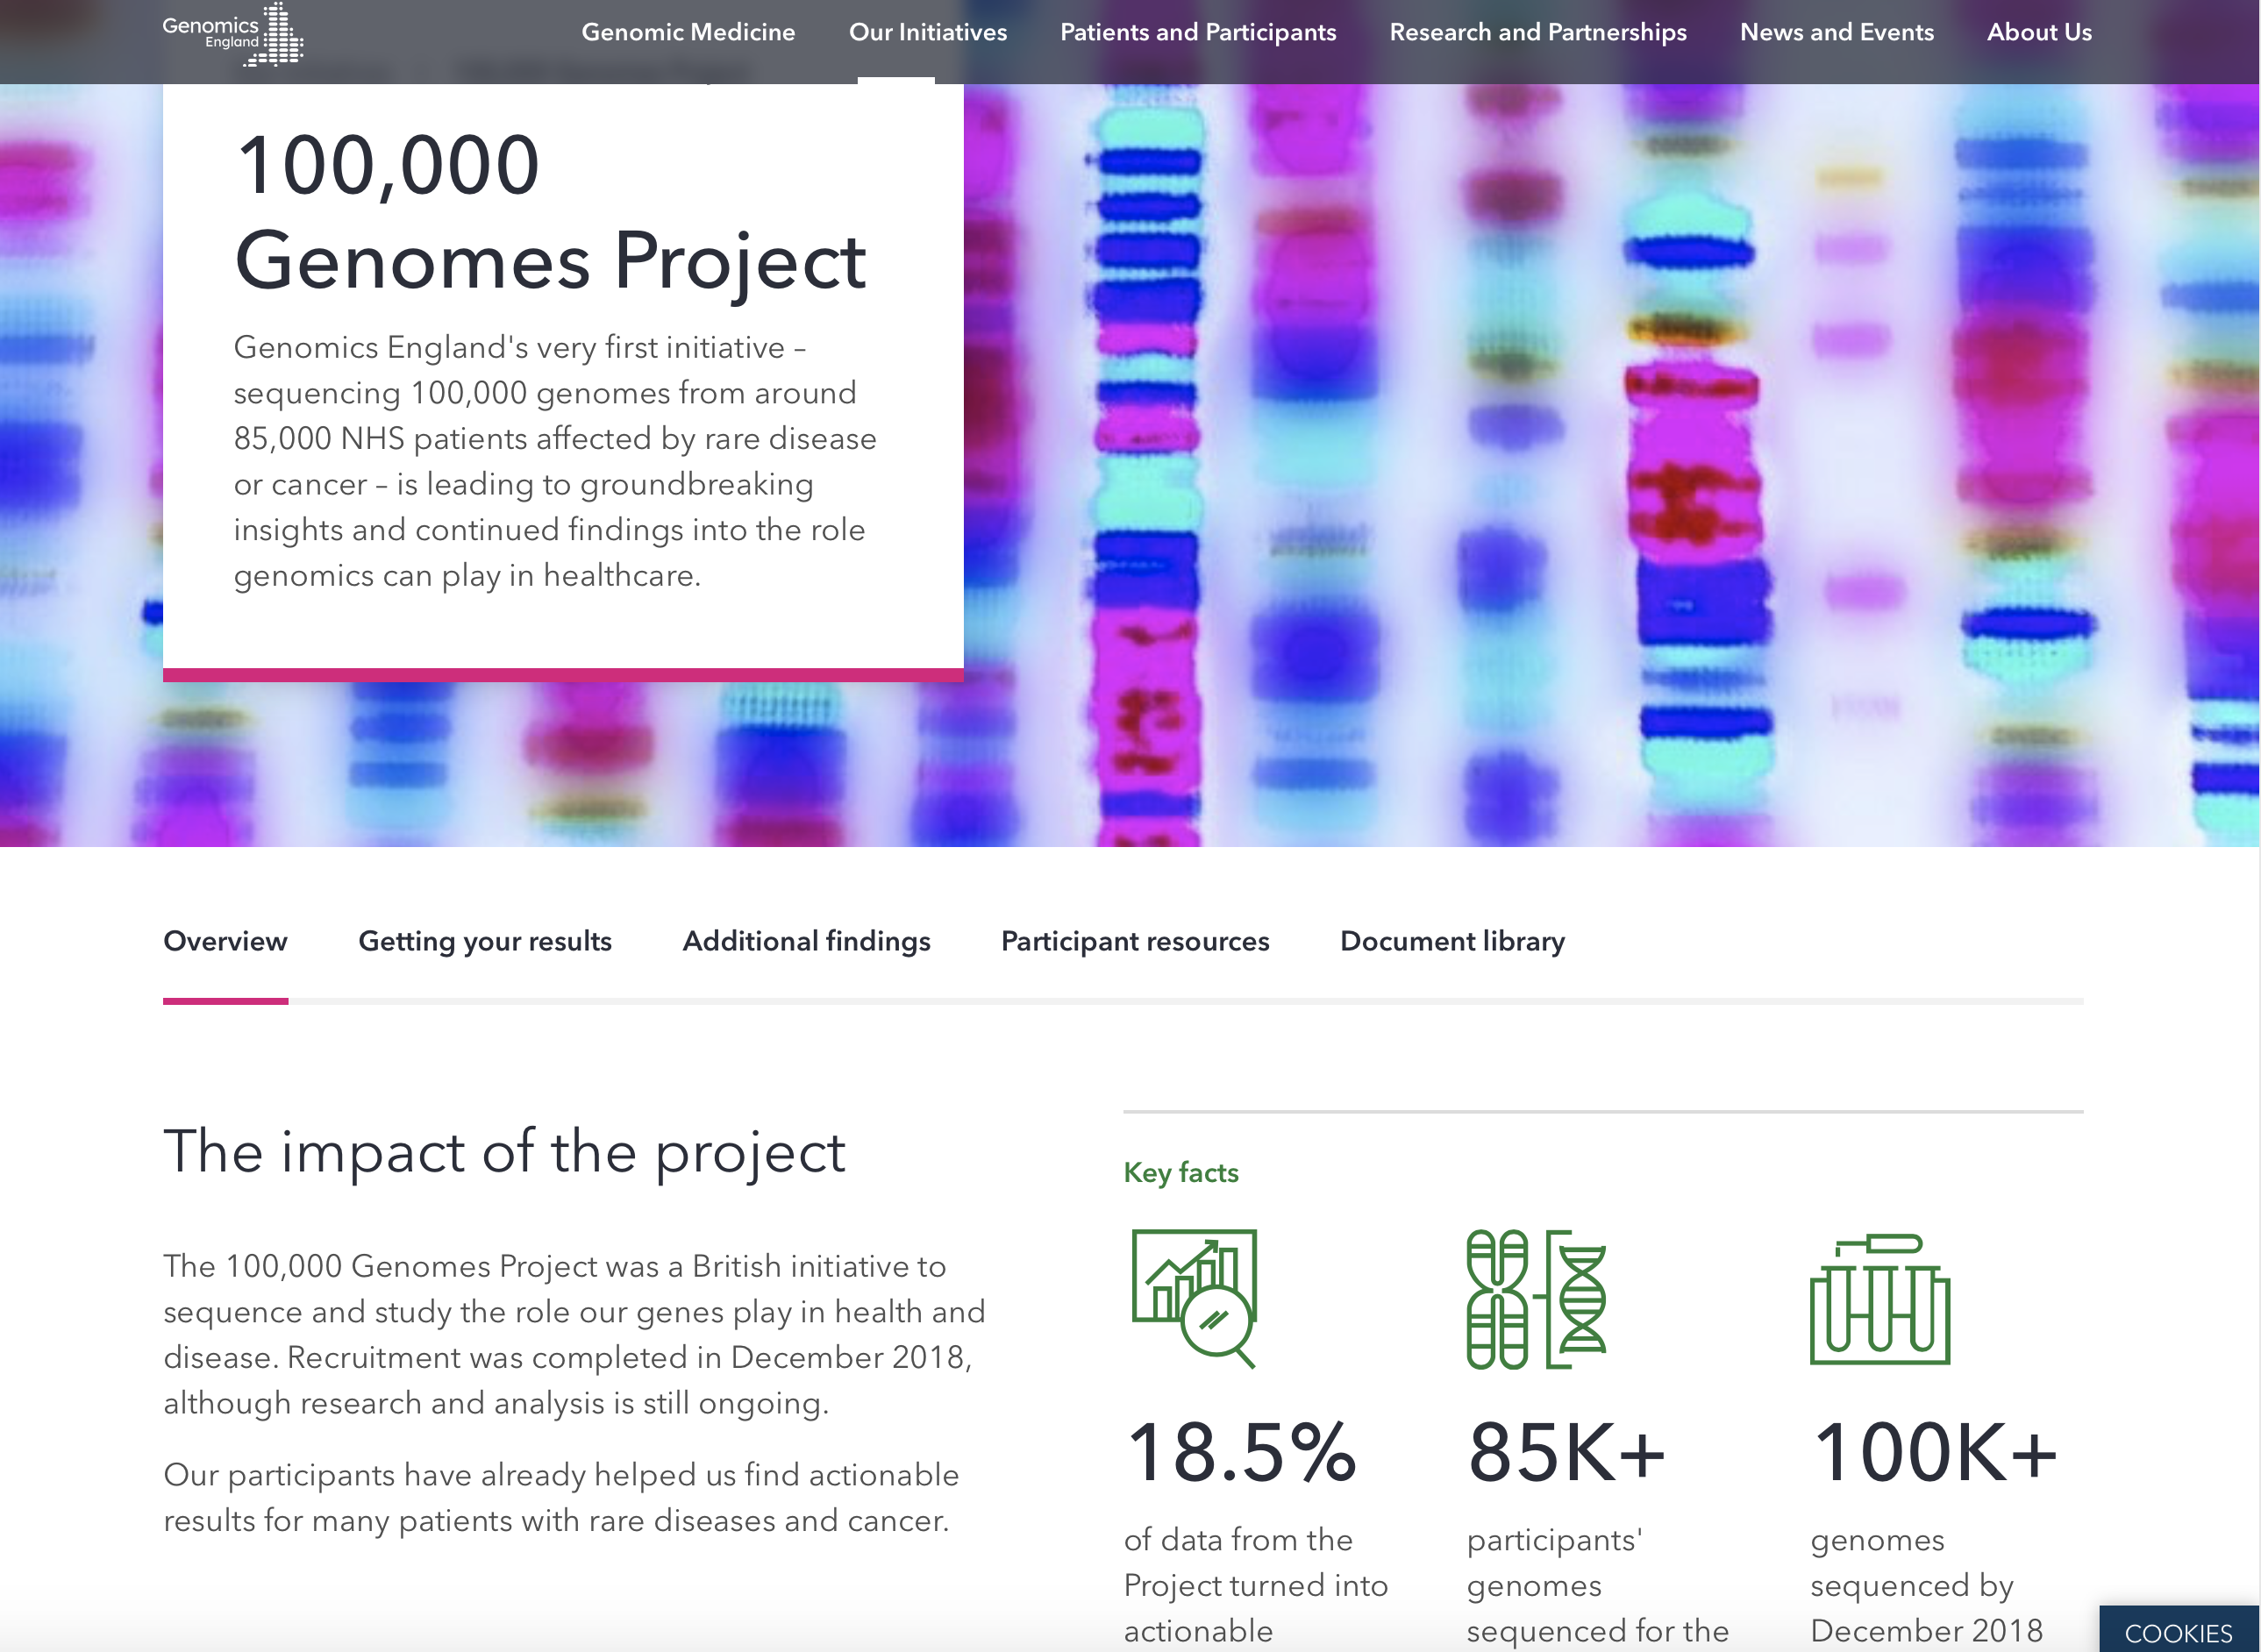 Genomics
England
Genomic Medicine
Our Initiatives
Patients and Participants
Research and Partnerships
News and Events
About Us
100,000
Genomes Project
Genomics England's very first initiative –
sequencing 100,000 genomes from around
85,000 NHS patients affected by rare disease
or cancer – is leading to groundbreaking
insights and continued findings into the role
genomics can play in healthcare.
Overview
Getting your results
Additional findings
Participant resources
Document library
The impact of the project
The 100,000 Genomes Project was a British initiative to
sequence and study the role our genes play in health and
disease. Recruitment was completed in December 2018,
although research and analysis is still ongoing.
Our participants have already helped us find actionable
results for many patients with rare diseases and cancer.
Key facts
18.5%
of data from the
Project turned into
actionable
85K+
participants'
genomes
sequenced for the
100K+
genomes
sequenced by
December 2018
COOKIES